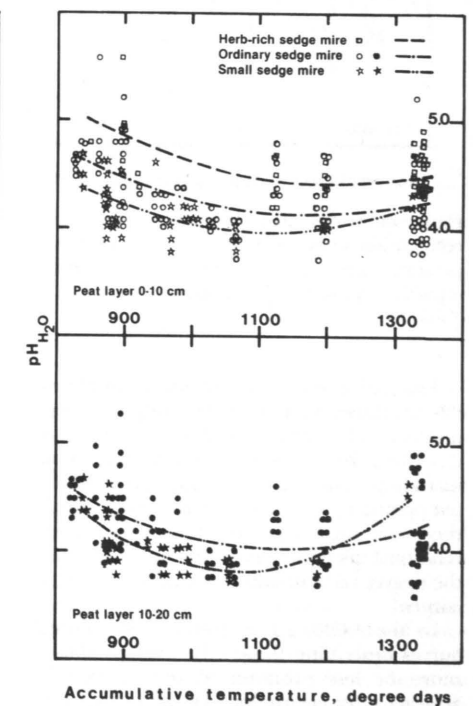 Herb-rich sedge mire
Ordinary sedge mire
Small sedge mire
5.0
4.0
Peat layer 0-10 cm
900 1100 1300
pH H₂O
5.0
4.0
Peat layer 10-20 cm
900 1100 1300
Accumulative temperature, degree days